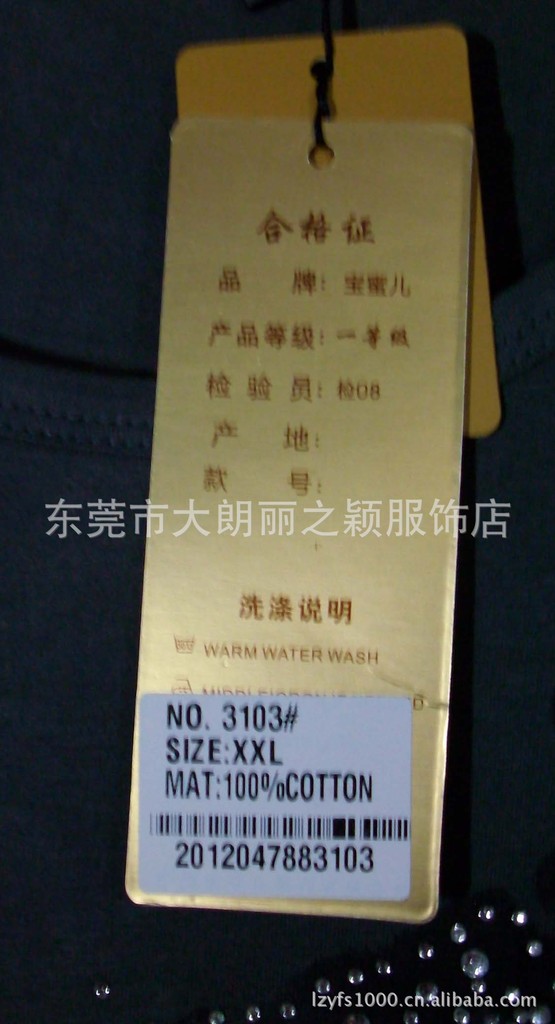 合格证
品 牌：宝蜜儿
产品等级：一等级
检 验 员：检08
产 地：
款 号：
东莞市大朗丽之颖服饰店
洗涤说明
WARM WATER WASH
NO. 3103#
SIZE:XXL
MAT:100%COTTON
2012047883103
lzyfs1000.cn.alibaba.com